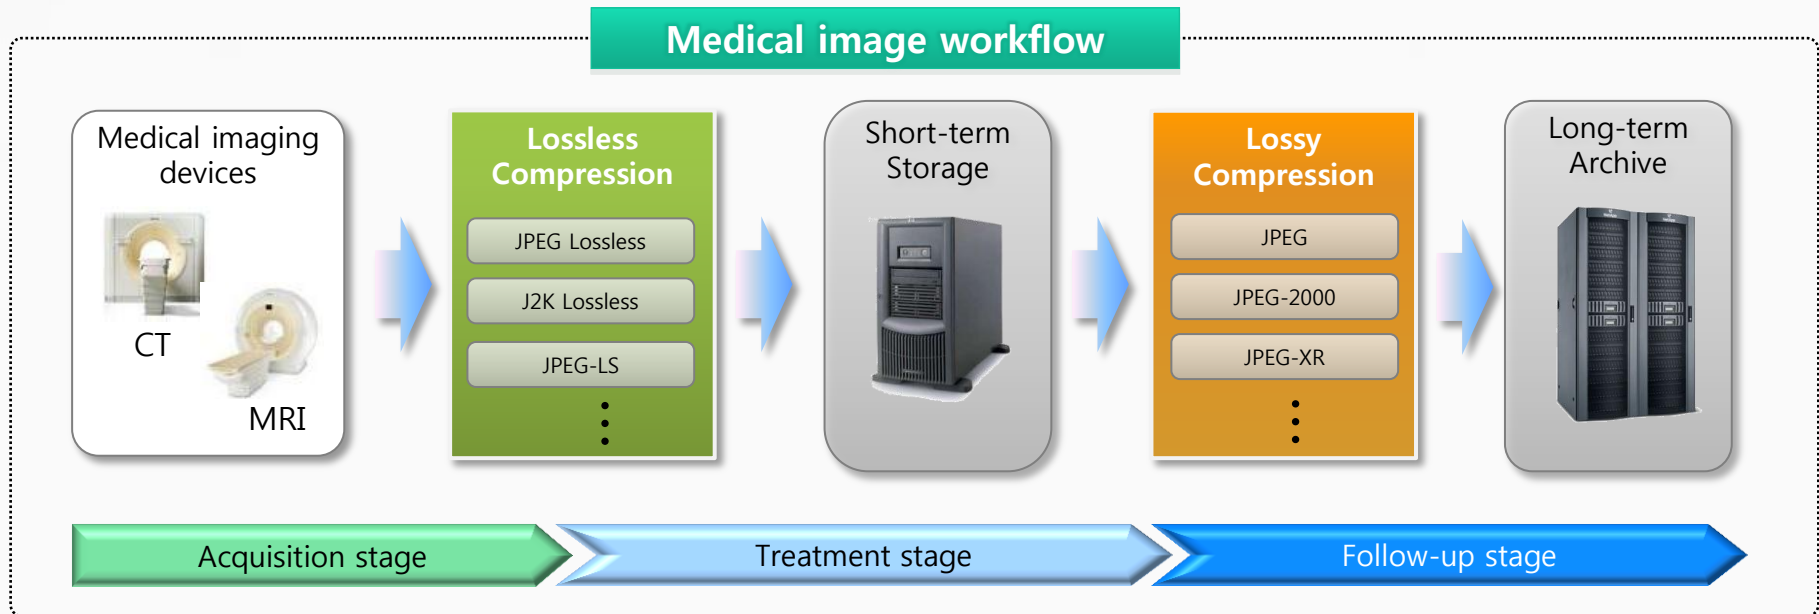 Medical image workflow
Medical imaging
devices
CT
MRI
Lossless
Compression
JPEG Lossless
J2K Lossless
JPEG-LS
Short-term
Storage
Lossy
Compression
JPEG
JPEG-2000
JPEG-XR
Long-term
Archive
Acquisition stage
Treatment stage
Follow-up stage